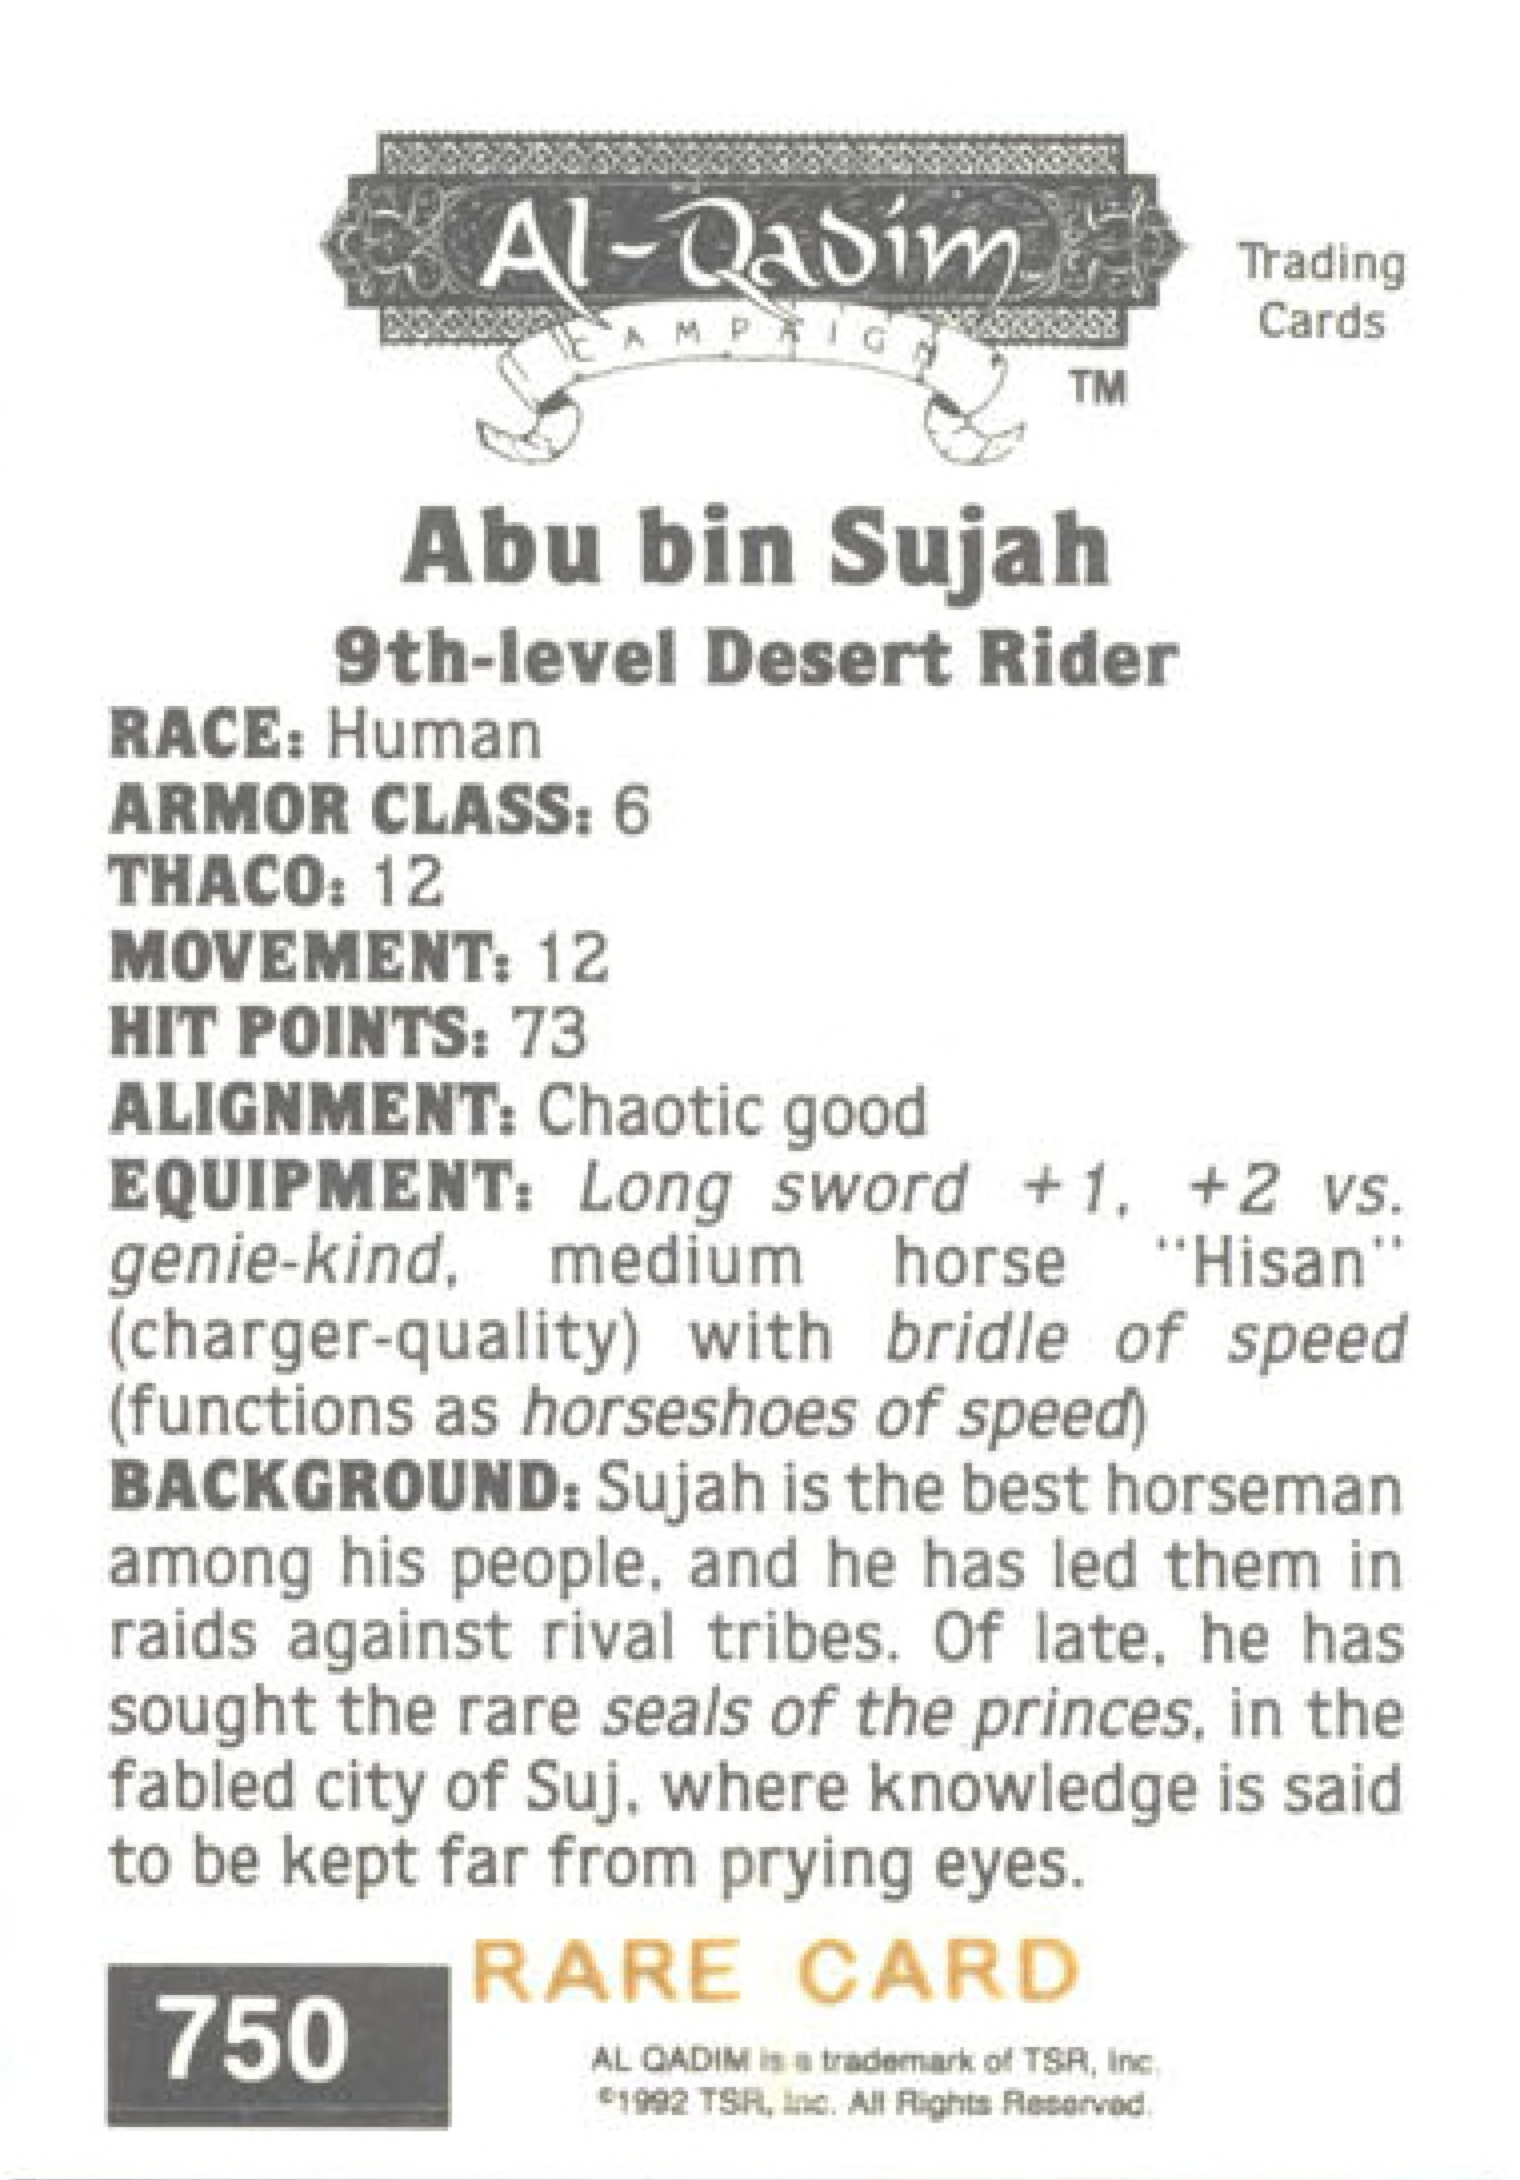 Al-Qadim
CAMPAIGN
TM
Trading
Cards
Abu bin Sujah
9th-level Desert Rider
RACE: Human
ARMOR CLASS: 6
THACO: 12
MOVEMENT: 12
HIT POINTS: 73
ALIGNMENT: Chaotic good
EQUIPMENT: Long sword +1, +2 vs.
genie-kind, medium horse "Hisan"
(charger-quality) with bridle of speed
(functions as horseshoes of speed)
BACKGROUND: Sujah is the best horseman
among his people, and he has led them in
raids against rival tribes. Of late, he has
sought the rare seals of the princes, in the
fabled city of Suj, where knowledge is said
to be kept far from prying eyes.
RARE CARD
750
AL QADIM is a trademark of TSR, Inc.
©1992 TSR, Inc. All Rights Reserved.